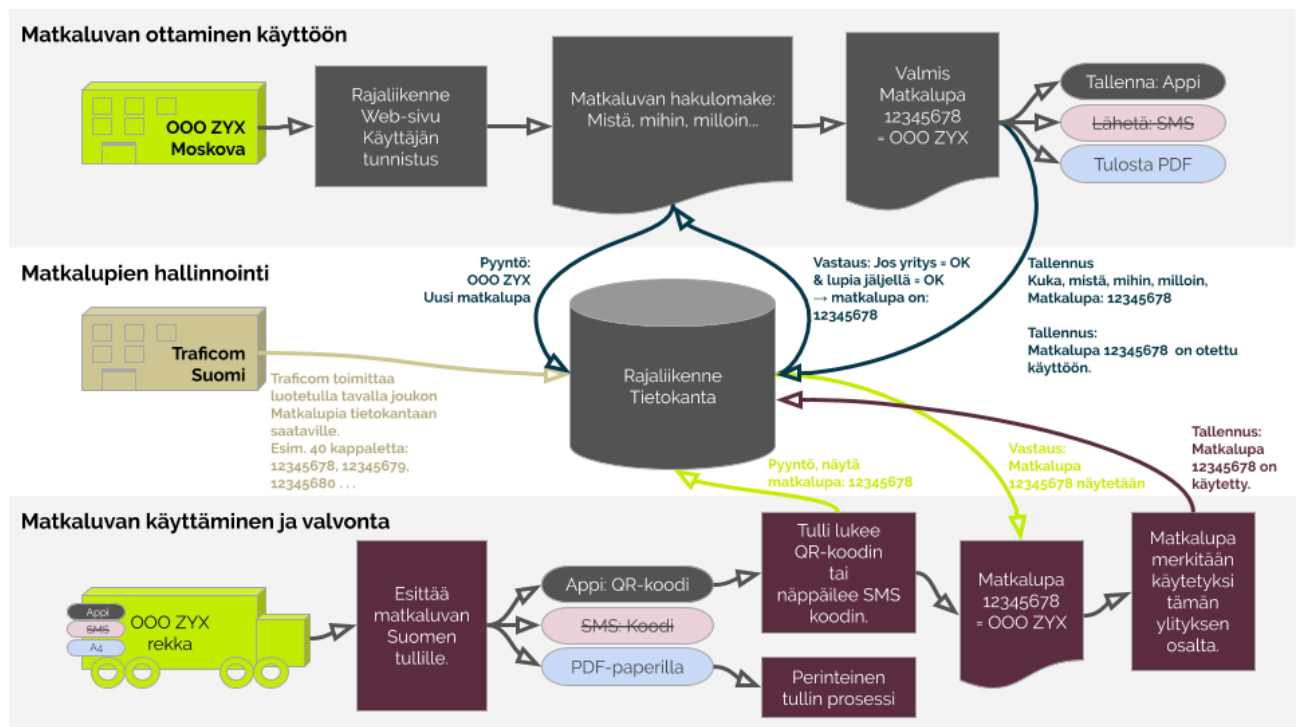 Matkaluvan ottaminen käyttöön
OOO ZYX
Moskova
Rajaliikenne
Web-sivu
Käyttäjän
tunnistus
Matkaluvan hakulomake:
Mistä, mihin, milloin...
Valmis
Matkalupa
12345678
= OOO ZYX
Tallenna: Appi
Lähetä: SMS
Tulosta PDF
Matkalupien hallinnointi
Pyyntö:
OOO ZYX
Uusi matkalupa
Vastaus: Jos yritys = OK
& lupia jäljellä = OK
→ matkalupa on:
12345678
Tallennus
Kuka, mistä, mihin, milloin,
Matkalupa: 12345678
Tallennus:
Matkalupa 12345678 on otettu
käyttöön.
Traficom
Suomi
Traficom toimittaa
luotetulla tavalla joukon
Matkalupia tietokantaan
saataville.
Esim. 40 kappaletta:
12345678, 12345679,
12345680 . . .
Rajaliikenne
Tietokanta
Pyyntö, näytä
matkalupa: 12345678
Vastaus:
Matkalupa
12345678 näytetään
Tallennus:
Matkalupa
12345678 on
käytetty.
Matkaluvan käyttäminen ja valvonta
Appi
SMS
A4
OOO ZYX
rekka
Esittää
matkaluvan
Suomen
tullille.
Appi: QR-koodi
SMS: Koodi
PDF-paperilla
Tulli lukee
QR-koodin
tai
näppäilee SMS
koodin.
Perinteinen
tullin prosessi
Matkalupa
12345678
= OOO ZYX
Matkalupa
merkitään
käytetyksi
tämän
ylityksen
osalta.